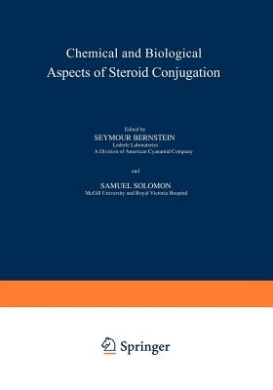 Chemical and Biological
Aspects of Steroid Conjugation
Edited by
SEYMOUR BERNSTEIN
Lederle Laboratories
A Division of American Cyanamid Company
and
SAMUEL SOLOMON
McGill University and Royal Victoria Hospital
Springer